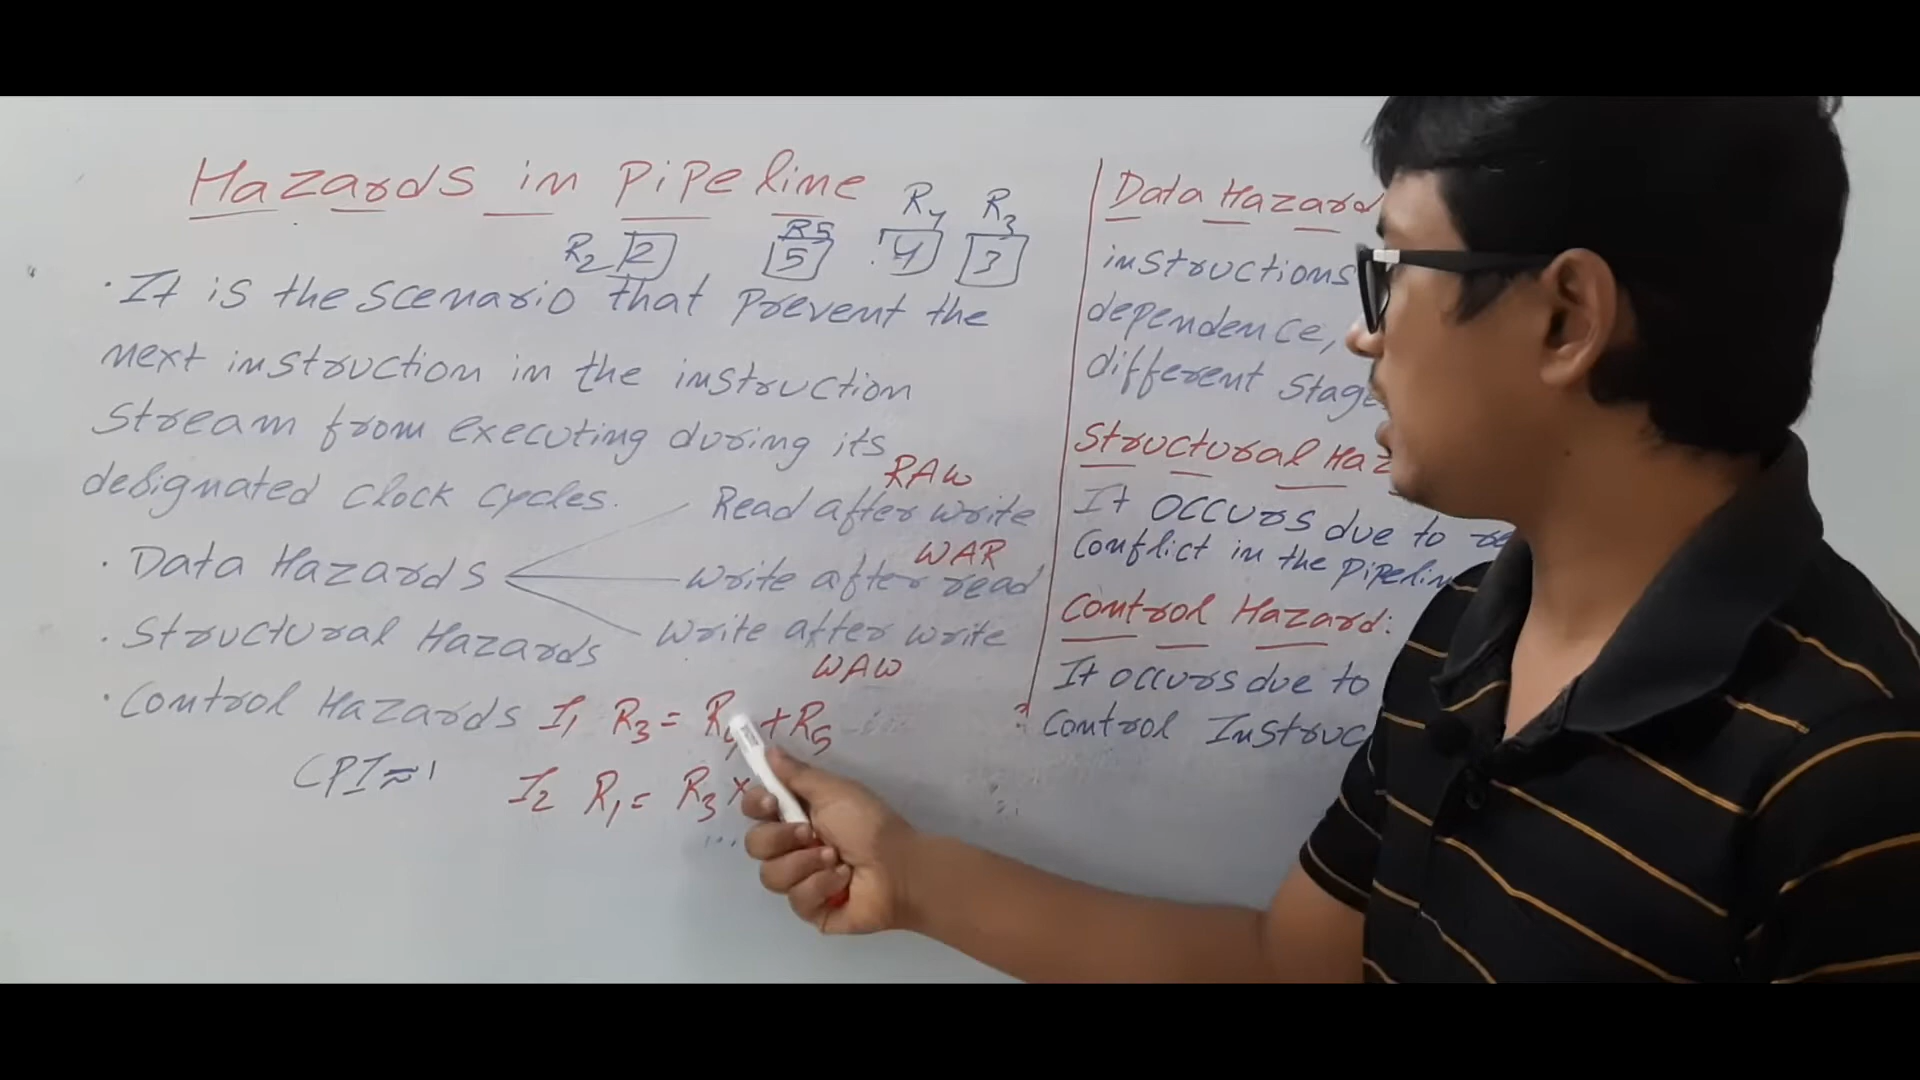 Hazards in Pipeline
R2 2 R5 5 R4 4 R3 3
· It is the scenario that prevent the
next instruction in the instruction
stream from executing during its
designated clock cycles.
· Data Hazards
RAW
Read after write
WAR
write after read
write after write
WAW
· Structural Hazards
· Control Hazards
I1 R3 = R4 + R5
CPI ≈ 1
I2 R1 = R3 ×
Data Hazard
instructions
dependence,
different stage
Structural Haz
It occurs due to re
conflict in the pipelin
Control Hazard:
It occurs due to
Control Instruc